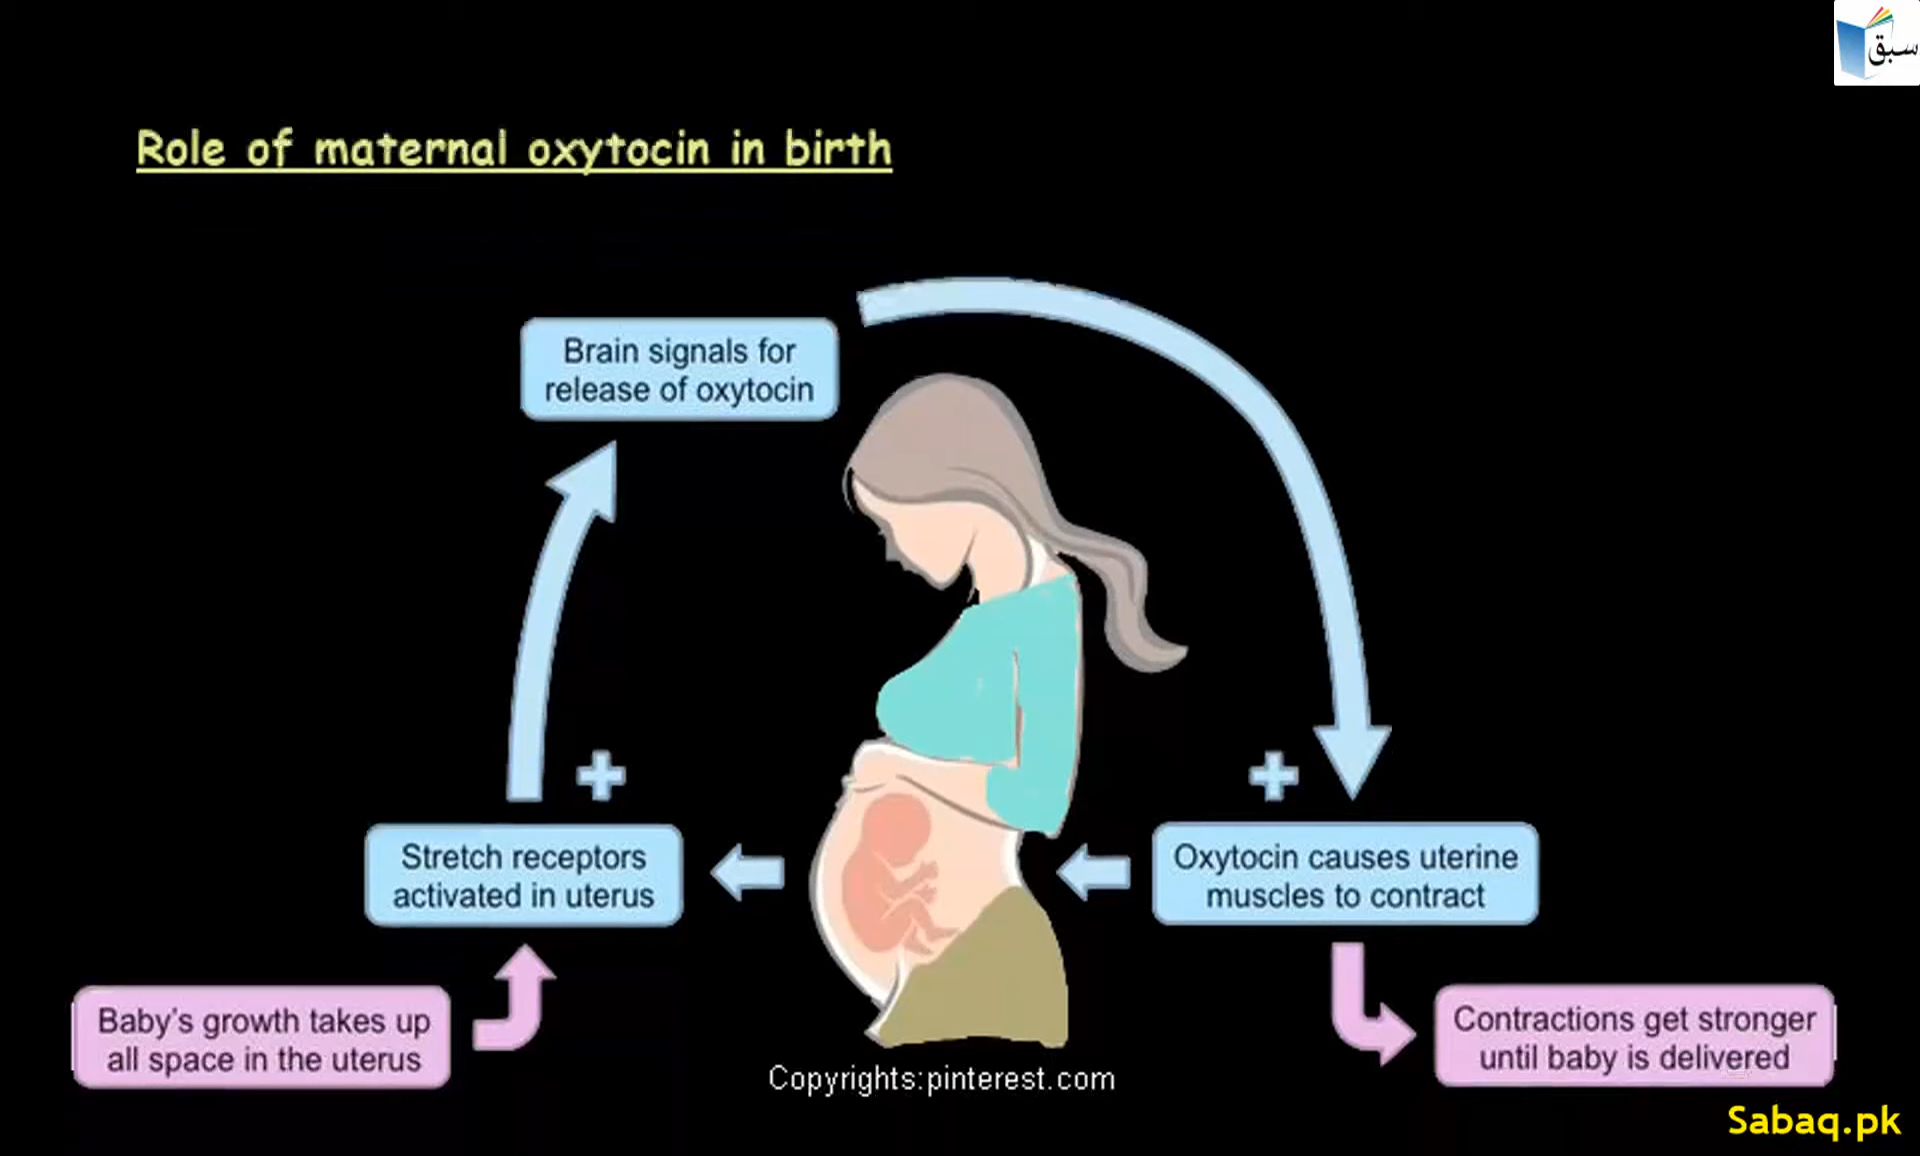 سبق
Role of maternal oxytocin in birth
Brain signals for
release of oxytocin
Stretch receptors
activated in uterus
Oxytocin causes uterine
muscles to contract
Baby's growth takes up
all space in the uterus
Contractions get stronger
until baby is delivered
Copyrights:pinterest.com
Sabaq.pk